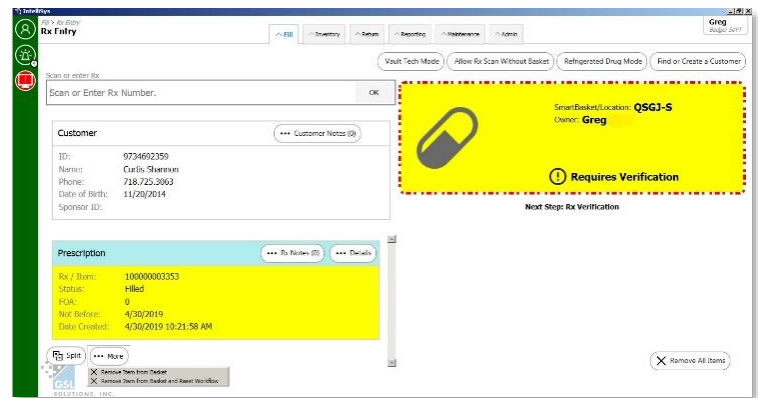 IntelliSys
Fill > Rx Entry
Rx Entry
Fill
Inventory
Return
Reporting
Maintenance
Admin
Greg
Badge: SoYT
Vault Tech Mode
Allow Rx Scan Without Basket
Refrigerated Drug Mode
Find or Create a Customer
Scan or enter Rx
Scan or Enter Rx Number.
OK
SmartBasket/Location: QSGJ-S
Owner: Greg
Requires Verification
Next Step: Rx Verification
Customer
Customer Notes (0)
ID: 9734692359
Name: Curtis Shannon
Phone: 718.725.3063
Date of Birth: 11/20/2014
Sponsor ID:
Prescription
Rx Notes (0)
Details
Rx / Item: 100000003353
Status: Filled
FOA: 0
Not Before: 4/30/2019
Date Created: 4/30/2019 10:21:58 AM
Split
More
Remove Item from Basket
Remove Item from Basket and Reset Workflow
Remove All Items
GSL
SOLUTIONS, INC.